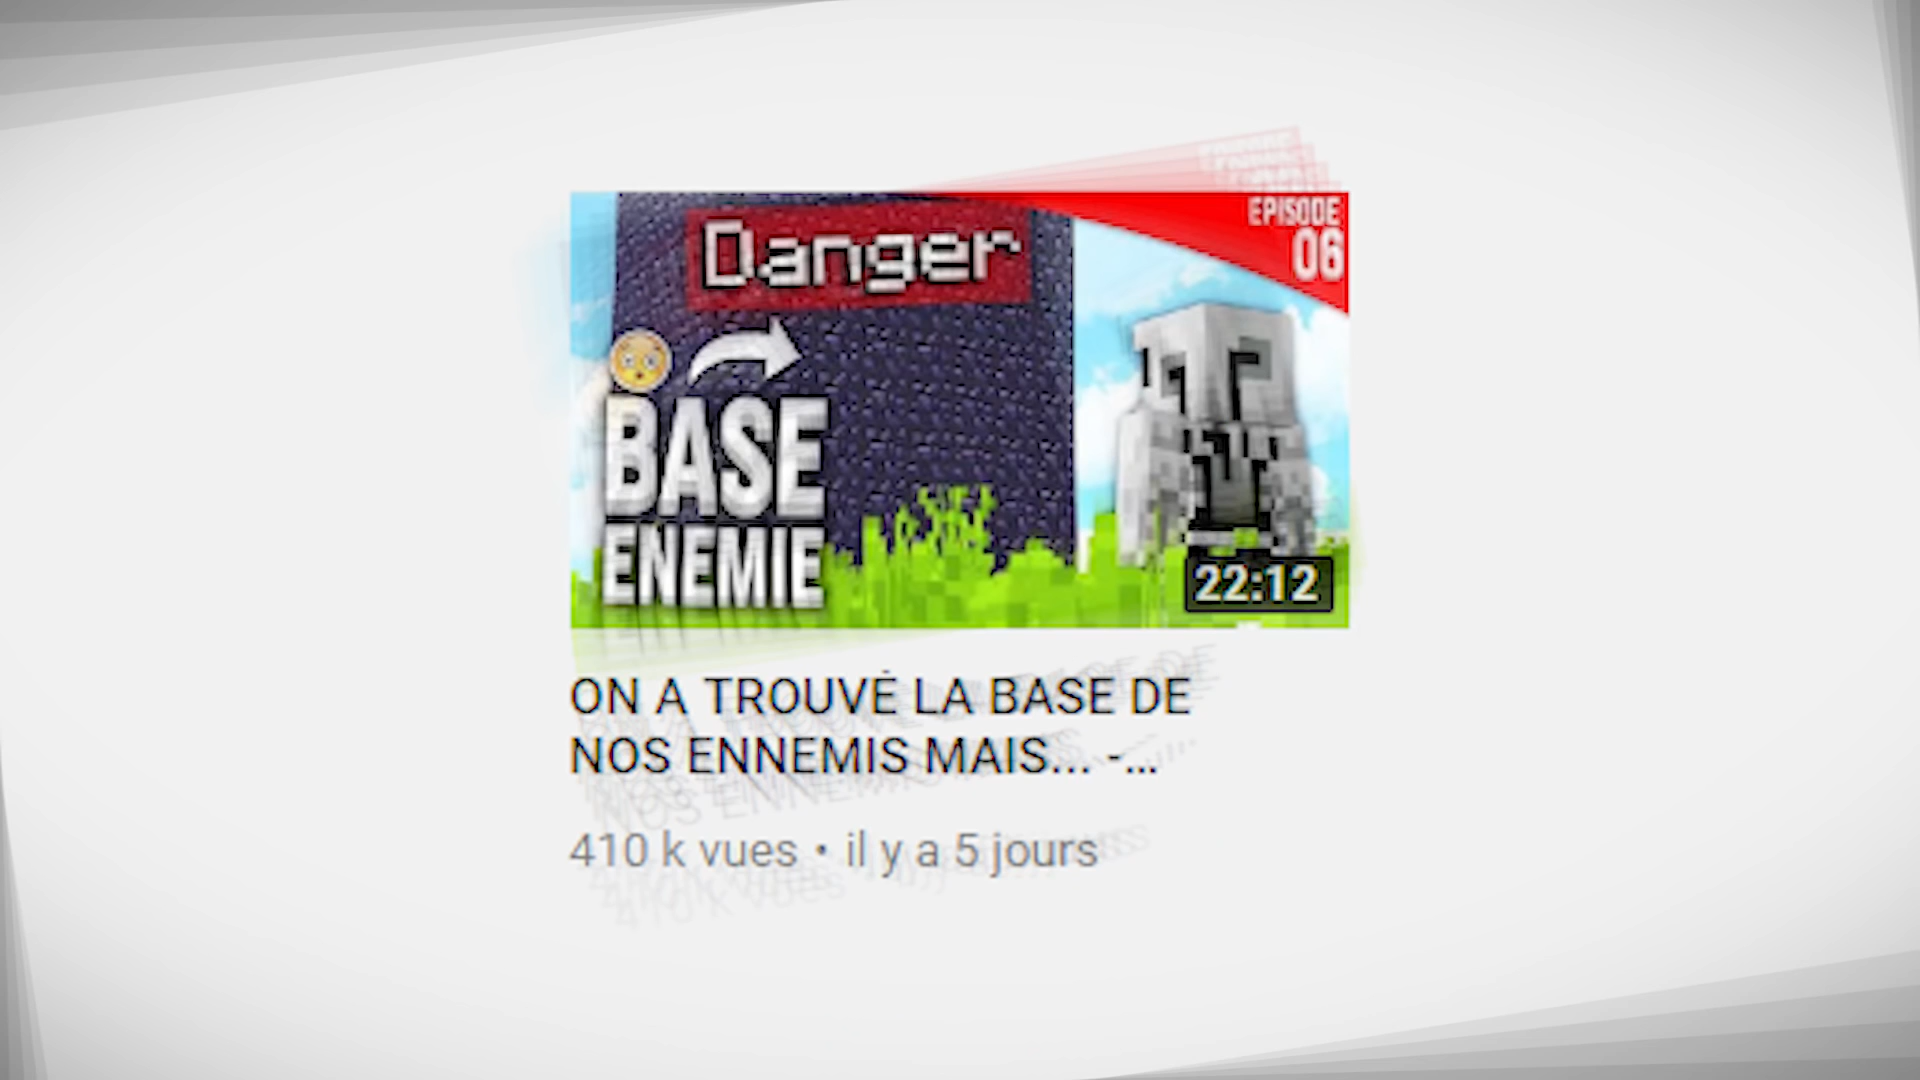 EPISODE
06
Danger
BASE
ENEMIE
22:12
ON A TROUVÉ LA BASE DE
NOS ENNEMIS MAIS... -...
410 k vues • il y a 5 jours